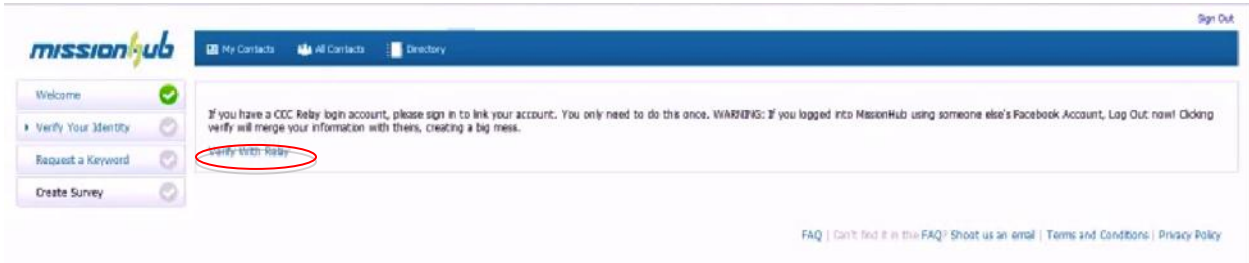 Sign Out
missionhub
My Contacts All Contacts Directory
Welcome
Verify Your Identity
Request a Keyword
Create Survey
If you have a CCC Relay login account, please sign in to link your account. You only need to do this once. WARNING: If you logged into MissionHub using someone else's Facebook Account, Log Out now! Clicking
verify will merge your information with theirs, creating a big mess.
Verify With Relay
FAQ | Can't find it in the FAQ? Shoot us an email | Terms and Conditions | Privacy Policy